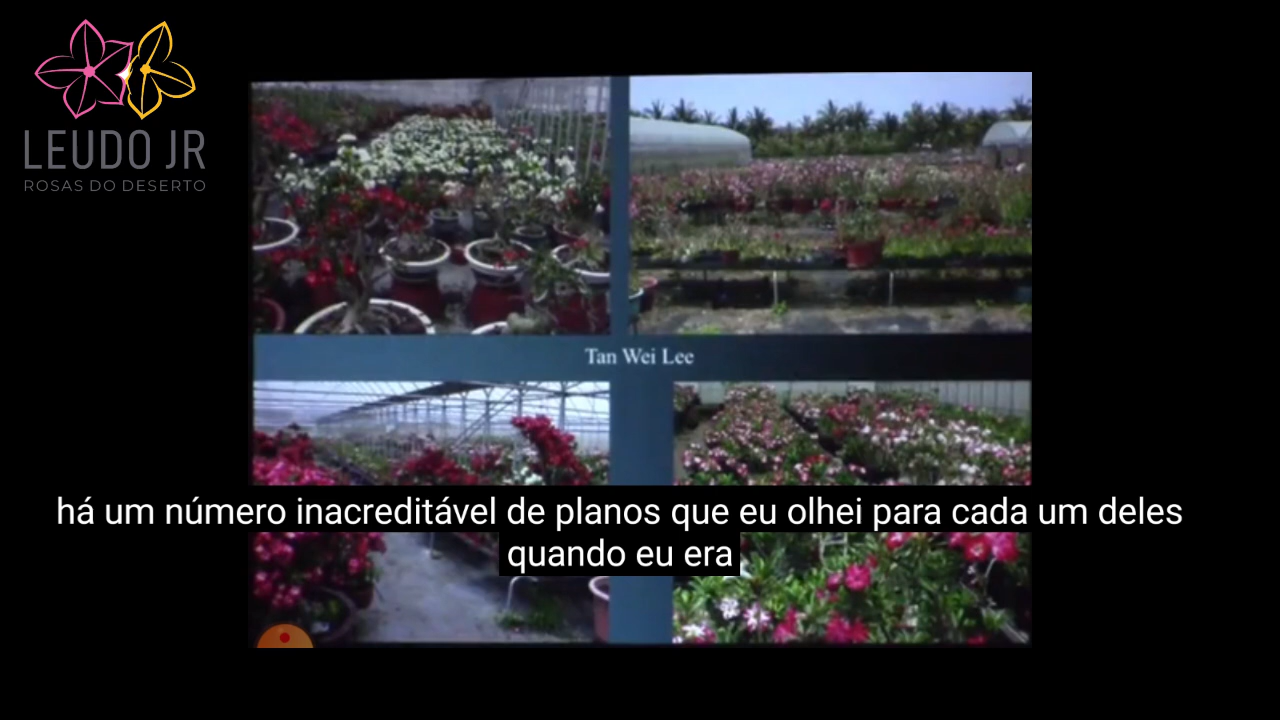 LEUDO JR
ROSAS DO DESERTO
Tan Wei Lee
há um número inacreditável de planos que eu olhei para cada um deles
quando eu era